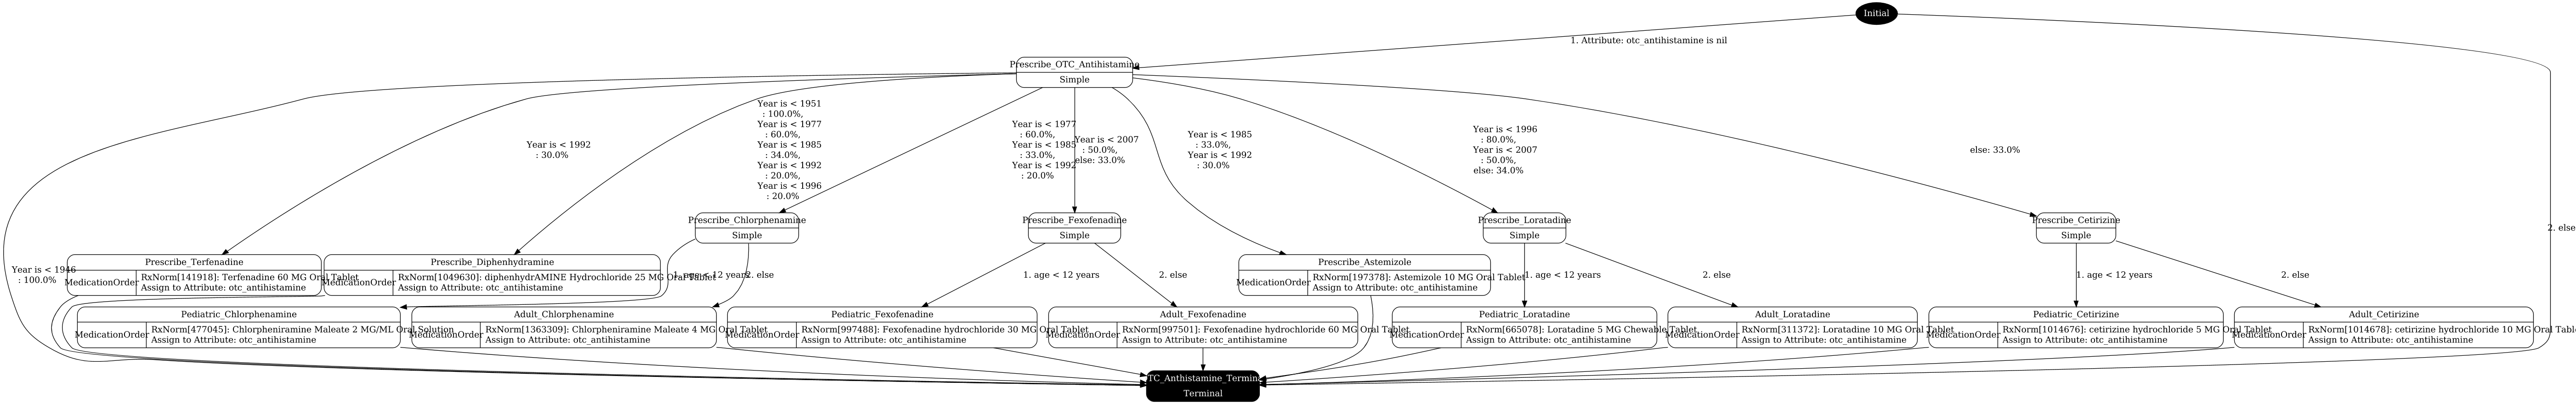 Initial
1. Attribute: otc_antihistamine is nil
Prescribe_OTC_Antihistamine
Simple
Year is < 1951
: 100.0%,
Year is < 1977
: 60.0%,
Year is < 1985
: 34.0%,
Year is < 1992
: 20.0%,
Year is < 1996
: 20.0%
Year is < 1992
: 30.0%
Year is < 1977
: 60.0%,
Year is < 1985
: 33.0%,
Year is < 1992
: 20.0%
Year is < 2007
: 50.0%,
else: 33.0%
Year is < 1985
: 33.0%,
Year is < 1992
: 30.0%
Year is < 1996
: 80.0%,
Year is < 2007
: 50.0%,
else: 34.0%
else: 33.0%
2. else
Prescribe_Chlorphenamine
Simple
Prescribe_Fexofenadine
Simple
Prescribe_Loratadine
Simple
Prescribe_Cetirizine
Simple
Year is < 1946
: 100.0%
Prescribe_Terfenadine
MedicationOrder
RxNorm[141918]: Terfenadine 60 MG Oral Tablet
Assign to Attribute: otc_antihistamine
Prescribe_Diphenhydramine
MedicationOrder
RxNorm[1049630]: diphenhydrAMINE Hydrochloride 25 MG Oral Tablet
Assign to Attribute: otc_antihistamine
1. age < 12 years
2. else
1. age < 12 years
2. else
Prescribe_Astemizole
MedicationOrder
RxNorm[197378]: Astemizole 10 MG Oral Tablet
Assign to Attribute: otc_antihistamine
1. age < 12 years
2. else
1. age < 12 years
2. else
Pediatric_Chlorphenamine
MedicationOrder
RxNorm[477045]: Chlorpheniramine Maleate 2 MG/ML Oral Solution
Assign to Attribute: otc_antihistamine
Adult_Chlorphenamine
MedicationOrder
RxNorm[1363309]: Chlorpheniramine Maleate 4 MG Oral Tablet
Assign to Attribute: otc_antihistamine
Pediatric_Fexofenadine
MedicationOrder
RxNorm[997488]: Fexofenadine hydrochloride 30 MG Oral Tablet
Assign to Attribute: otc_antihistamine
Adult_Fexofenadine
MedicationOrder
RxNorm[997501]: Fexofenadine hydrochloride 60 MG Oral Tablet
Assign to Attribute: otc_antihistamine
Pediatric_Loratadine
MedicationOrder
RxNorm[665078]: Loratadine 5 MG Chewable Tablet
Assign to Attribute: otc_antihistamine
Adult_Loratadine
MedicationOrder
RxNorm[311372]: Loratadine 10 MG Oral Tablet
Assign to Attribute: otc_antihistamine
Pediatric_Cetirizine
MedicationOrder
RxNorm[1014676]: cetirizine hydrochloride 5 MG Oral Tablet
Assign to Attribute: otc_antihistamine
Adult_Cetirizine
MedicationOrder
RxNorm[1014678]: cetirizine hydrochloride 10 MG Oral Table
Assign to Attribute: otc_antihistamine
TC_Anthistamine_Termina
Terminal